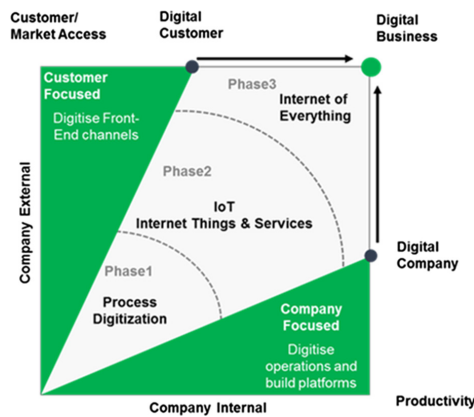 Customer/
Market Access
Digital
Customer
Digital
Business
Customer
Focused
Digitise Front-
End channels
Phase3
Internet of
Everything
Phase2
IoT
Internet Things & Services
Company External
Phase1
Process
Digitization
Digital
Company
Company
Focused
Digitise
operations and
build platforms
Company Internal
Productivity